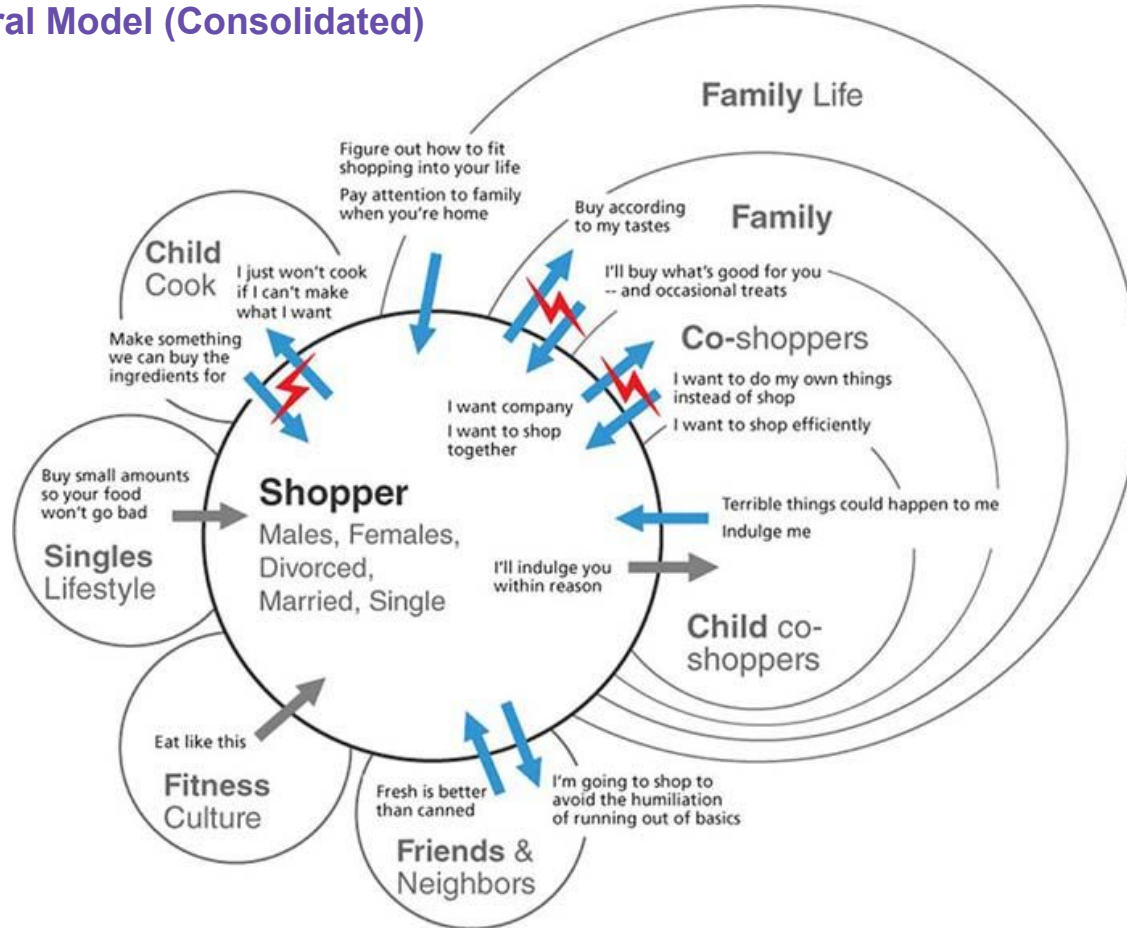 ral Model (Consolidated)
Family Life
Figure out how to fit
shopping into your life
Pay attention to family
when you're home
Buy according
to my tastes
Family
Child
Cook
I just won't cook
if I can't make
what I want
I'll buy what's good for you
-- and occasional treats
Make something
we can buy the
ingredients for
Co-shoppers
I want company
I want to shop
together
I want to do my own things
instead of shop
I want to shop efficiently
Buy small amounts
so your food
won't go bad
Singles
Lifestyle
Shopper
Males, Females,
Divorced,
Married, Single
Terrible things could happen to me
Indulge me
I'll indulge you
within reason
Child co-
shoppers
Eat like this
Fitness
Culture
Fresh is better
than canned
I'm going to shop to
avoid the humiliation
of running out of basics
Friends &
Neighbors